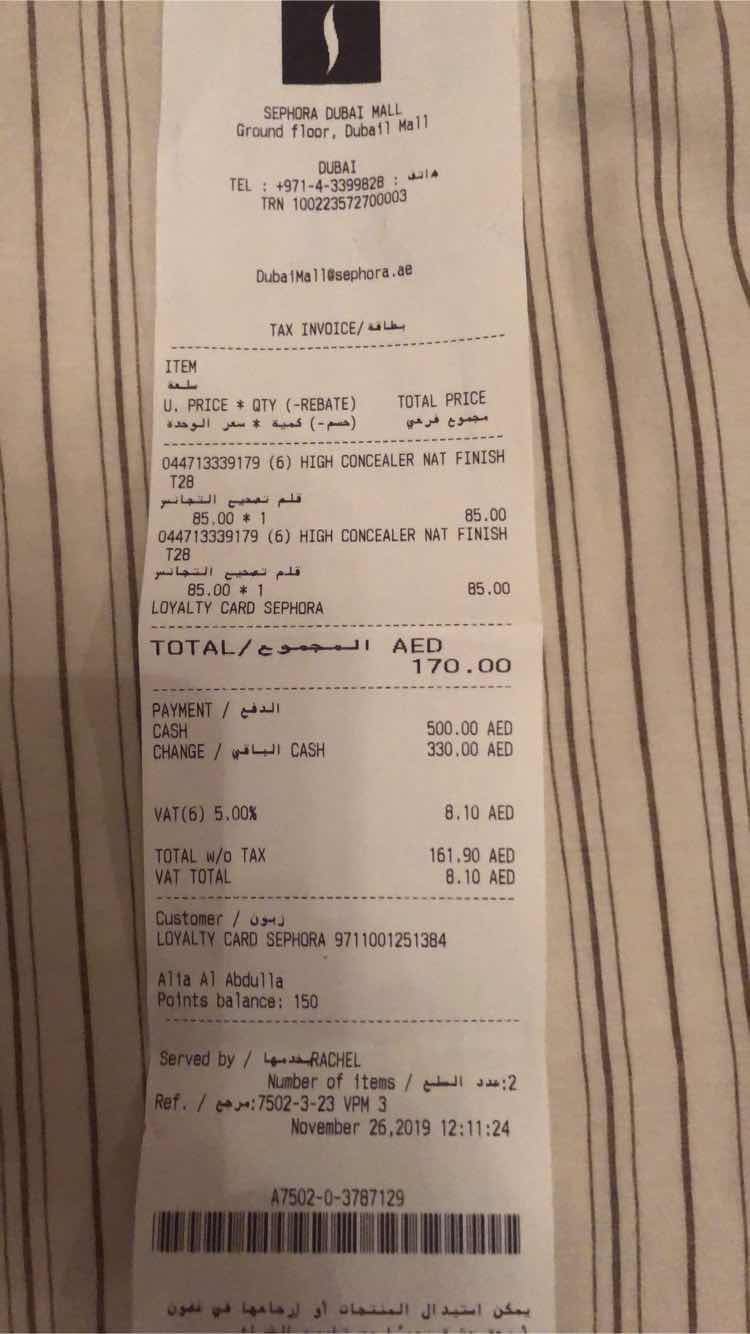 SEPHORA DUBAI MALL
Ground floor, Dubail Mall
DUBAI
TEL : +971-4-3399828 : هاتف
TRN 100223572700003
DubaiMall@sephora.ae
TAX INVOICE/بطاقة
ITEM
سلعة
U. PRICE * QTY (-REBATE) TOTAL PRICE
(حسم-) كمية * سعر الوحدة مجموع فرعي
044713339179 (6) HIGH CONCEALER NAT FINISH
T28
قلم تصحيح التجانس
85.00 * 1 85.00
044713339179 (6) HIGH CONCEALER NAT FINISH
T28
قلم تصحيح التجانس
85.00 * 1 85.00
LOYALTY CARD SEPHORA
TOTAL/المجموع AED
170.00
PAYMENT / الدفع
CASH 500.00 AED
CHANGE / الباقي CASH 330.00 AED
VAT(6) 5.00% 8.10 AED
TOTAL w/o TAX 161.90 AED
VAT TOTAL 8.10 AED
Customer / زبون
LOYALTY CARD SEPHORA 9711001251384
Alia Al Abdulla
Points balance: 150
Served by / خدمها RACHEL
Number of items / عدد السلع:2
Ref. / مرجع:7502-3-23 VPM 3
November 26,2019 12:11:24
A7502-0-3787129
يمكن استبدال المنتجات أو إرجاعها في غضون